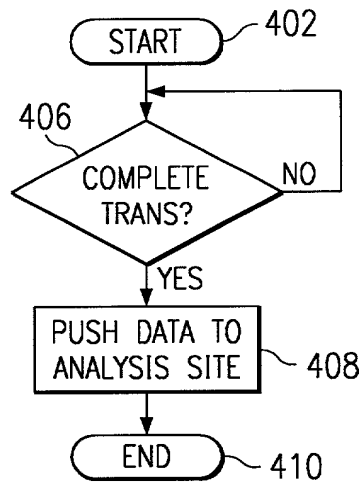 START
402
406
COMPLETE
TRANS?
NO
YES
PUSH DATA TO
ANALYSIS SITE
408
END
410